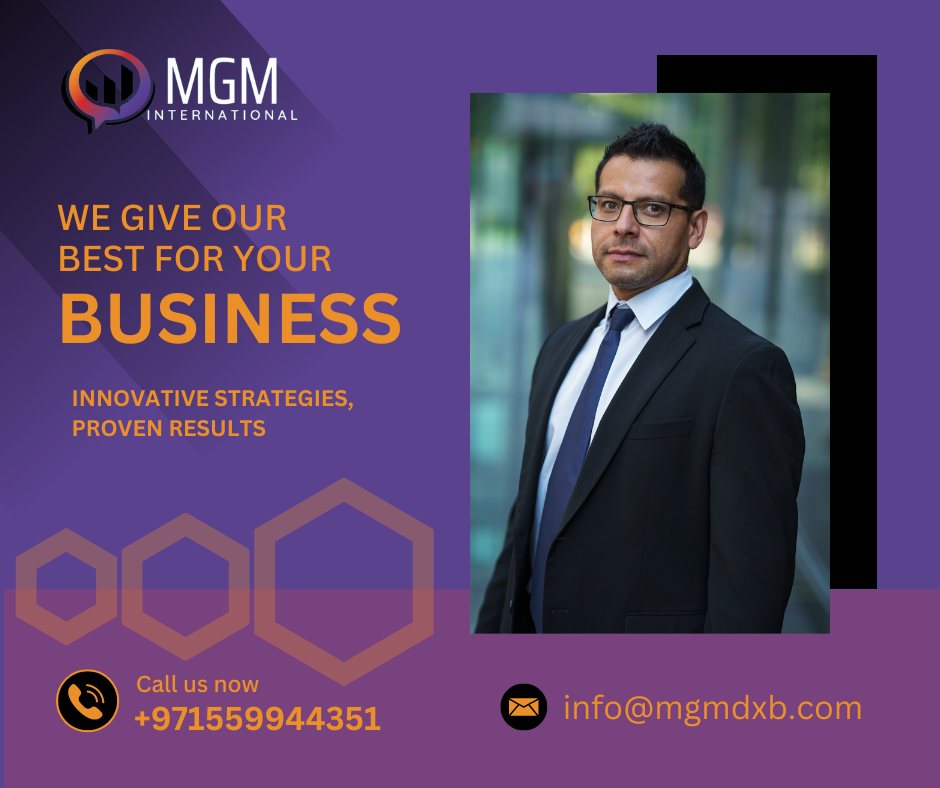 MGM
INTERNATIONAL
WE GIVE OUR
BEST FOR YOUR
BUSINESS
INNOVATIVE STRATEGIES,
PROVEN RESULTS
Call us now
+971559944351
info@mgmdxb.com